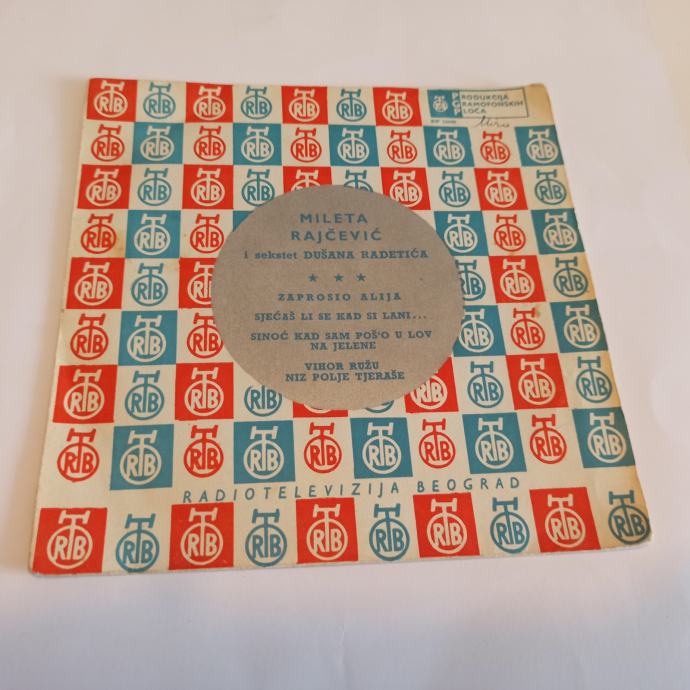 PRODUKCIJA
GRAMOFONSKIH
PLOČA
MILETA
RAJČEVIĆ
i sekstet DUŠANA RADETIĆA
★ ★ ★
ZAPROSIO ALIJA
SJEĆAŠ LI SE KAD SI LANI...
SINOĆ KAD SAM POŠ'O U LOV
NA JELENE
VIHOR RUŽU
NIZ POLJE TJERAŠE
RADIOTELEVIZIJA BEOGRAD
RTB